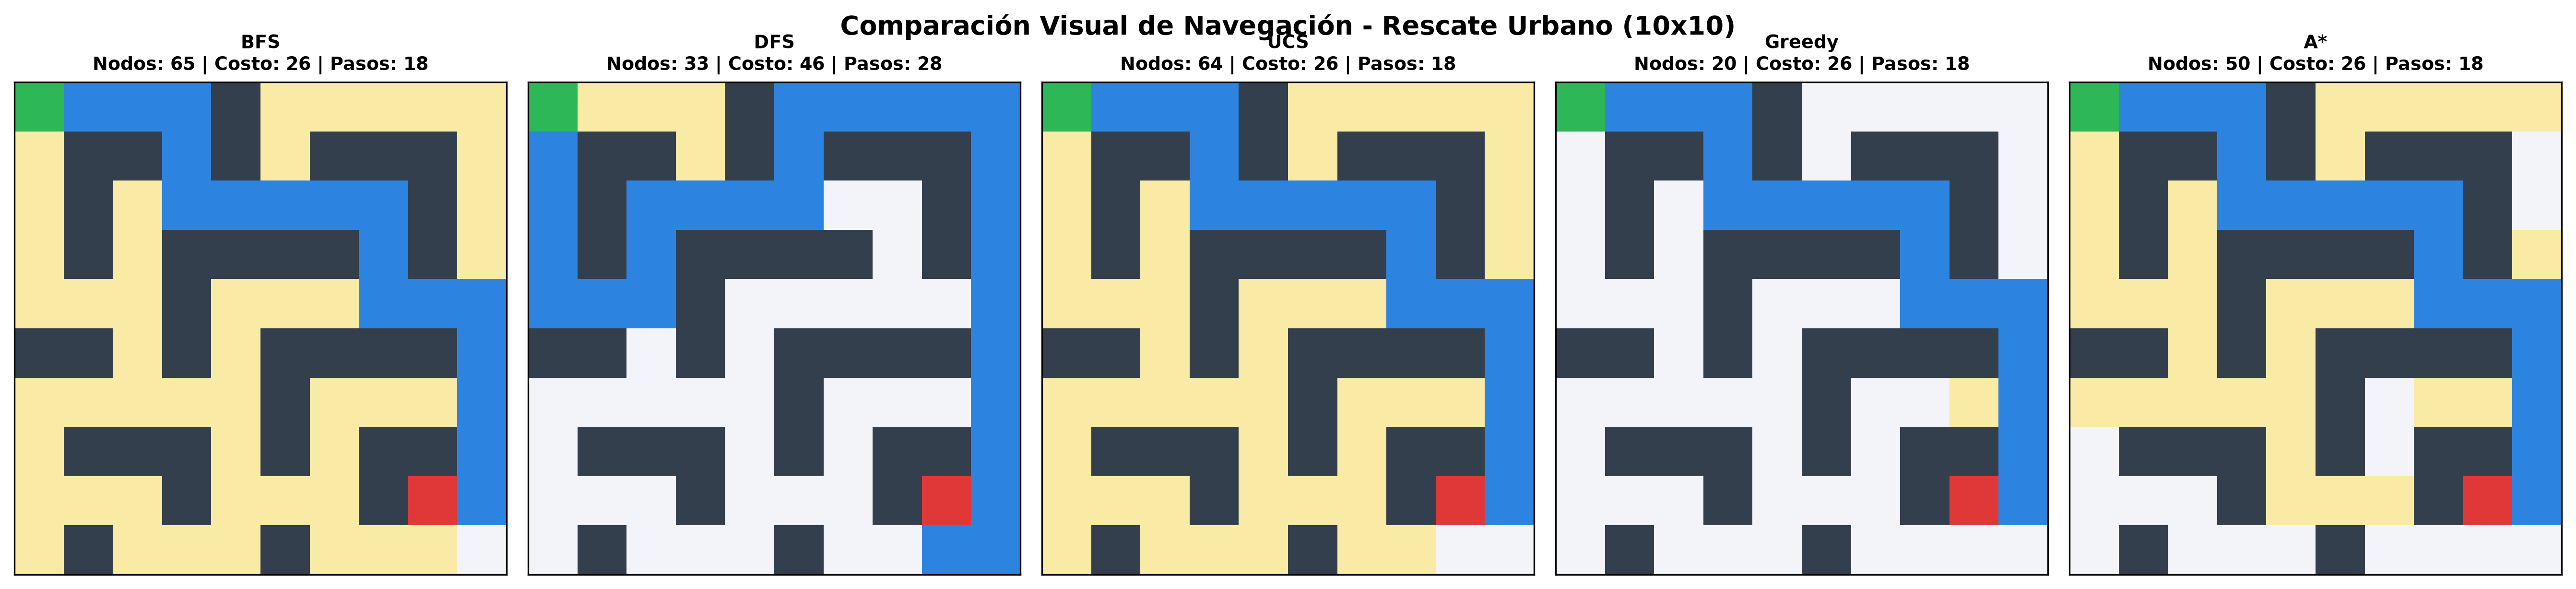 Comparación Visual de Navegación - Rescate Urbano (10x10)
BFS
Nodos: 65 | Costo: 26 | Pasos: 18
DFS
Nodos: 33 | Costo: 46 | Pasos: 28
UCS
Nodos: 64 | Costo: 26 | Pasos: 18
Greedy
Nodos: 20 | Costo: 26 | Pasos: 18
A*
Nodos: 50 | Costo: 26 | Pasos: 18